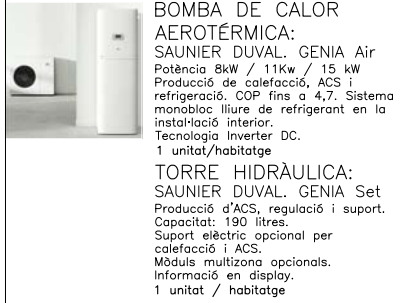 BOMBA DE CALOR
AEROTÉRMICA:
SAUNIER DUVAL. GENIA Air
Potència 8kW / 11Kw / 15 kW
Producció de calefacció, ACS i
refrigeració. COP fins a 4,7. Sistema
monobloc lliure de refrigerant en la
instal·lació interior.
Tecnologia Inverter DC.
1 unitat/habitatge
TORRE HIDRÀULICA:
SAUNIER DUVAL. GENIA Set
Producció d'ACS, regulació i suport.
Capacitat: 190 litres.
Suport elèctric opcional per
calefacció i ACS.
Mòduls multizona opcionals.
Informació en display.
1 unitat / habitatge